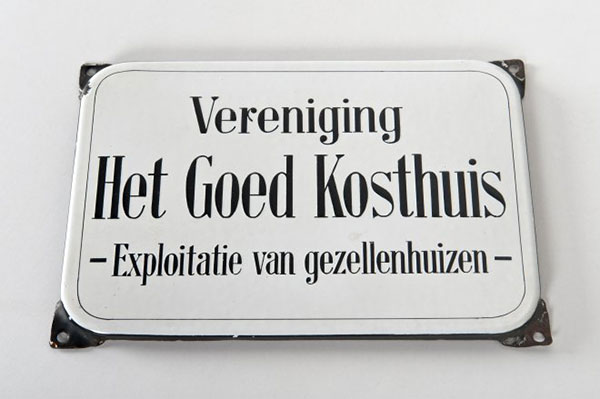 Vereniging
Het Goed Kosthuis
- Exploitatie van gezellenhuizen -